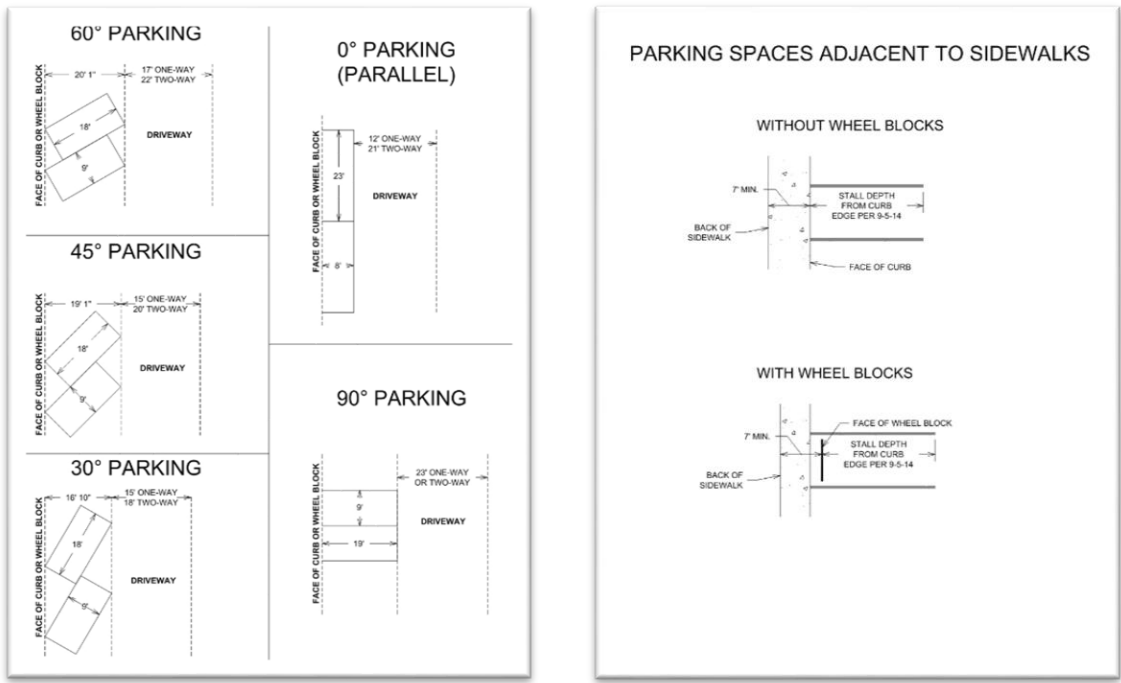 60° PARKING
FACE OF CURB OR WHEEL BLOCK
20' 1"
17' ONE-WAY
22' TWO-WAY
18'
9'
DRIVEWAY
45° PARKING
FACE OF CURB OR WHEEL BLOCK
19' 1"
15' ONE-WAY
20' TWO-WAY
18'
9'
DRIVEWAY
30° PARKING
FACE OF CURB OR WHEEL BLOCK
16' 10"
15' ONE-WAY
18' TWO-WAY
18'
9'
DRIVEWAY
0° PARKING
(PARALLEL)
FACE OF CURB OR WHEEL BLOCK
12' ONE-WAY
21' TWO-WAY
23'
8'
DRIVEWAY
90° PARKING
FACE OF CURB OR WHEEL BLOCK
23' ONE-WAY
OR TWO-WAY
9'
19'
DRIVEWAY
PARKING SPACES ADJACENT TO SIDEWALKS
WITHOUT WHEEL BLOCKS
7' MIN.
STALL DEPTH
FROM CURB
EDGE PER 9-5-14
BACK OF
SIDEWALK
FACE OF CURB
WITH WHEEL BLOCKS
FACE OF WHEEL BLOCK
7' MIN.
STALL DEPTH
FROM CURB
EDGE PER 9-5-14
BACK OF
SIDEWALK